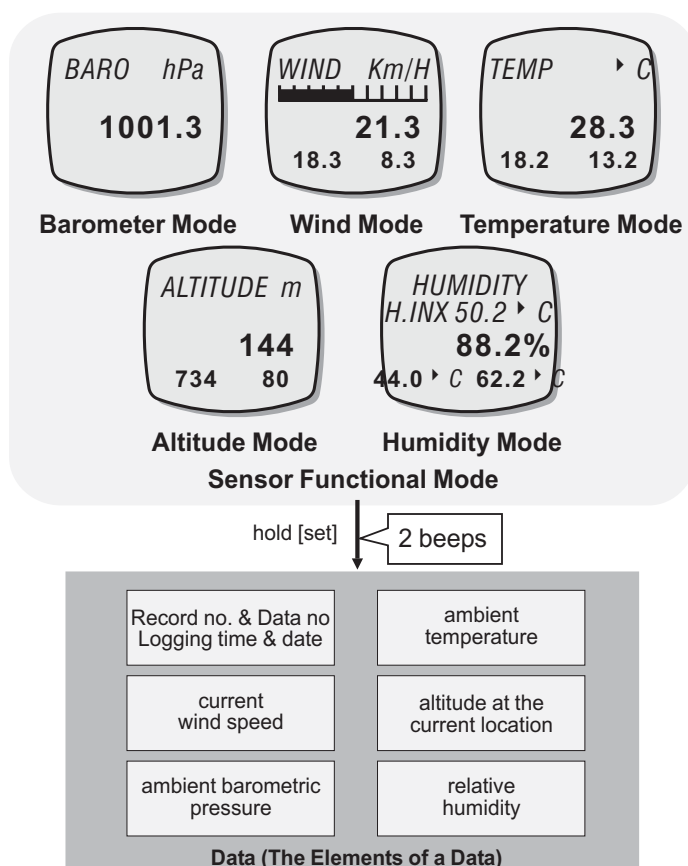 BARO hPa
1001.3
Barometer Mode
WIND Km/H
21.3
18.3 8.3
Wind Mode
TEMP ‣ C
28.3
18.2 13.2
Temperature Mode
ALTITUDE m
144
734 80
Altitude Mode
HUMIDITY
H.INX 50.2 ‣ C
88.2%
44.0 ‣ C 62.2 ‣ C
Humidity Mode
Sensor Functional Mode
hold [set]
2 beeps
Record no. & Data no
Logging time & date
ambient
temperature
current
wind speed
altitude at the
current location
ambient barometric
pressure
relative
humidity
Data (The Elements of a Data)